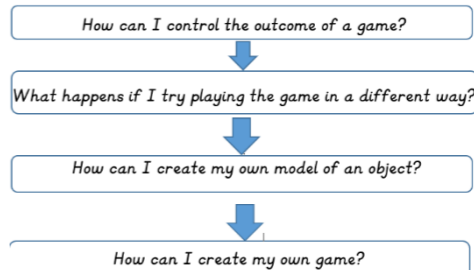 How can I control the outcome of a game?
What happens if I try playing the game in a different way?
How can I create my own model of an object?
How can I create my own game?